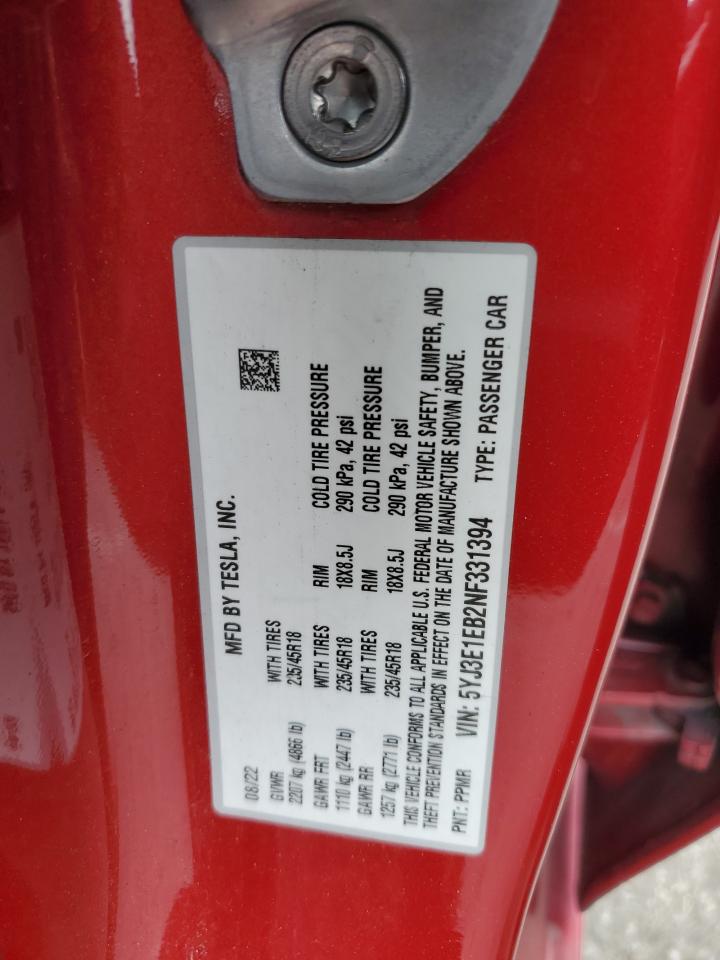 MFD BY TESLA, INC.
08/22
GVWR WITH TIRES
2207 kg (4866 lb) 235/45R18
GAWR FRT WITH TIRES RIM COLD TIRE PRESSURE
1110 kg (2447 lb) 235/45R18 18X8.5J 290 kPa, 42 psi
GAWR RR WITH TIRES RIM COLD TIRE PRESSURE
1257 kg (2771 lb) 235/45R18 18X8.5J 290 kPa, 42 psi
THIS VEHICLE CONFORMS TO ALL APPLICABLE U.S. FEDERAL MOTOR VEHICLE SAFETY, BUMPER, AND
THEFT PREVENTION STANDARDS IN EFFECT ON THE DATE OF MANUFACTURE SHOWN ABOVE.
PNT: PPMR VIN: 5YJ3E1EB2NF331394 TYPE: PASSENGER CAR